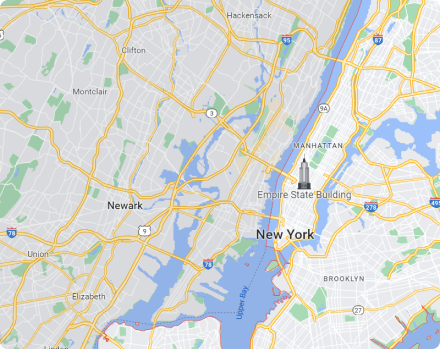 Hackensack
95
87
Clifton
Montclair
3
9A
MANHATTAN
Empire State Building
Newark
278
495
78
9
New York
Union
78
BROOKLYN
Elizabeth
Upper Bay
27
Linden